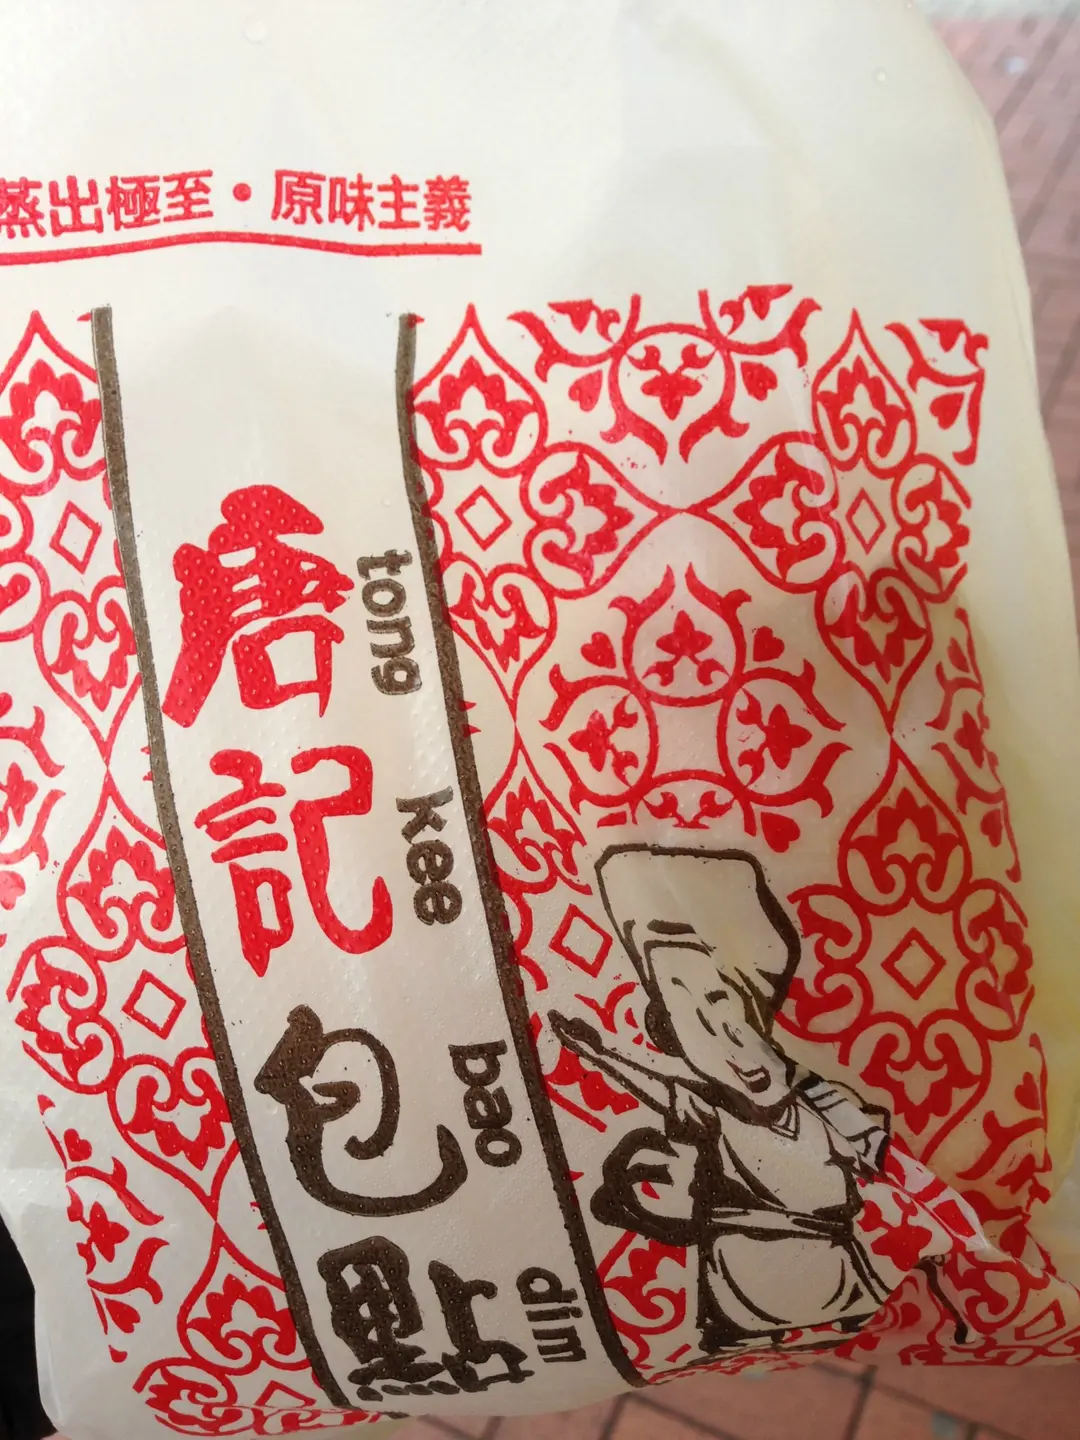 蒸出極至・原味主義
唐記包點
tong kee bao dim